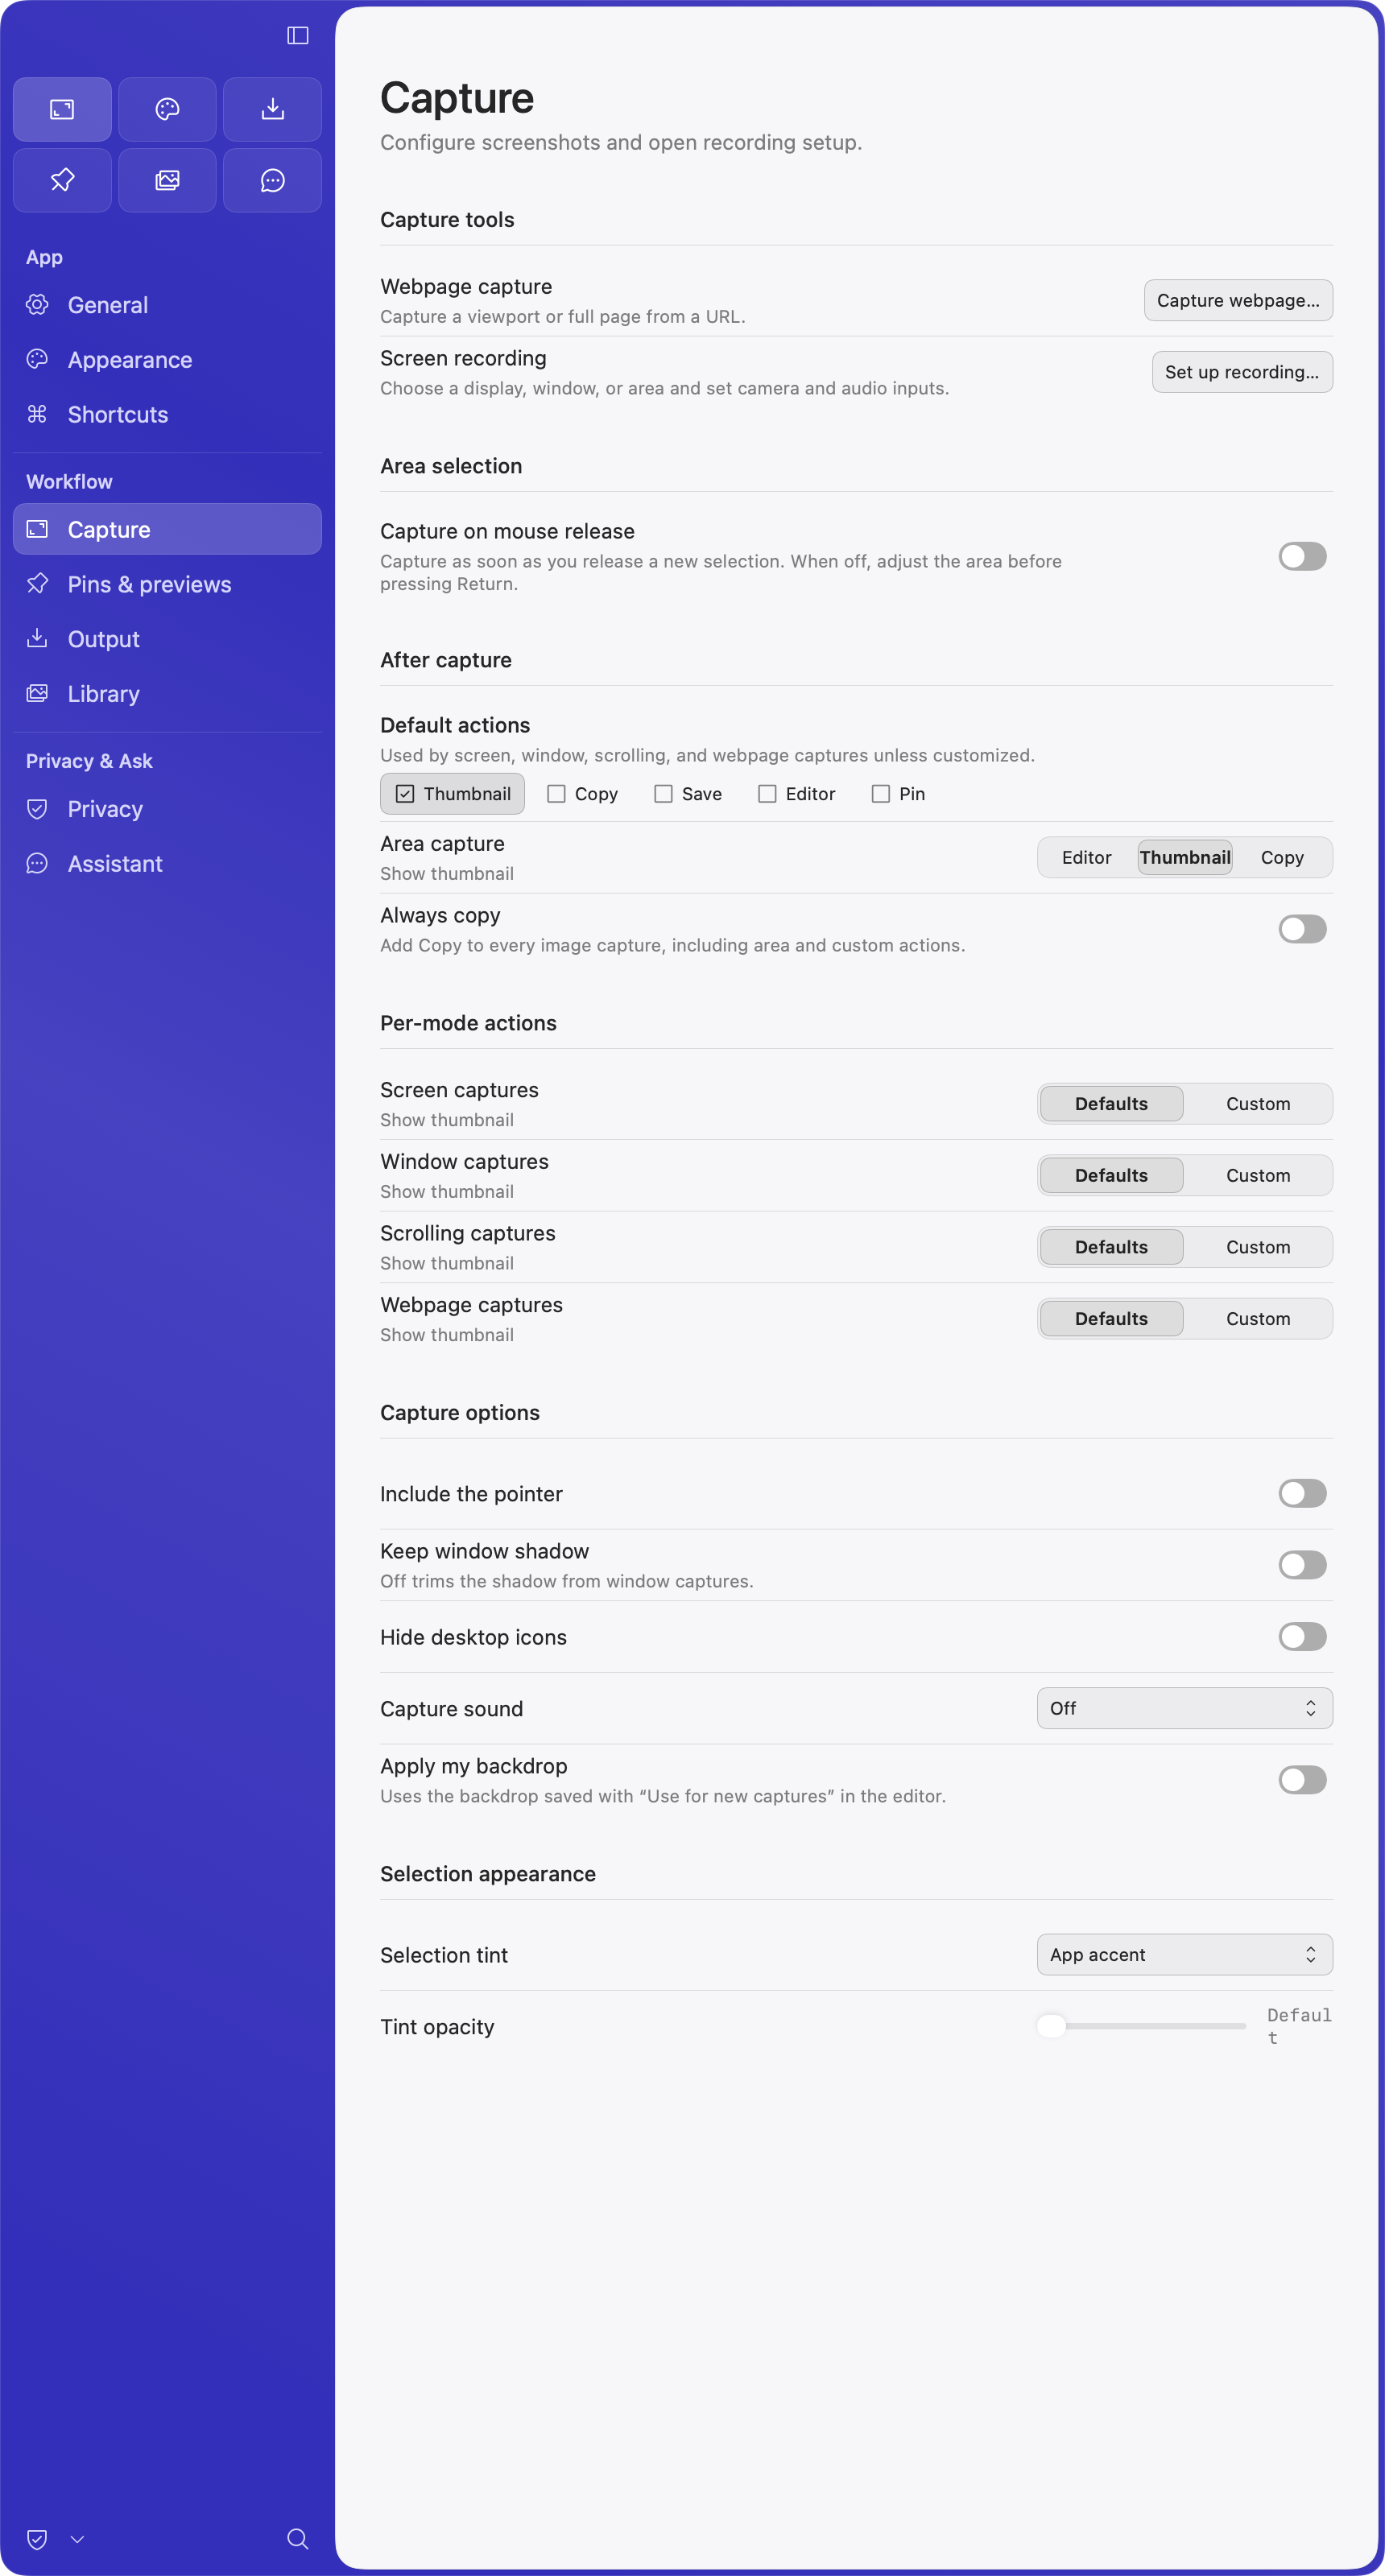 App
General
Appearance
Shortcuts
Workflow
Capture
Pins & previews
Output
Library
Privacy & Ask
Privacy
Assistant
Capture
Configure screenshots and open recording setup.
Capture tools
Webpage capture
Capture a viewport or full page from a URL.
Capture webpage...
Screen recording
Choose a display, window, or area and set camera and audio inputs.
Set up recording...
Area selection
Capture on mouse release
Capture as soon as you release a new selection. When off, adjust the area before
pressing Return.
After capture
Default actions
Used by screen, window, scrolling, and webpage captures unless customized.
Thumbnail Copy Save Editor Pin
Area capture
Show thumbnail
Editor Thumbnail Copy
Always copy
Add Copy to every image capture, including area and custom actions.
Per-mode actions
Screen captures
Show thumbnail
Defaults Custom
Window captures
Show thumbnail
Defaults Custom
Scrolling captures
Show thumbnail
Defaults Custom
Webpage captures
Show thumbnail
Defaults Custom
Capture options
Include the pointer
Keep window shadow
Off trims the shadow from window captures.
Hide desktop icons
Capture sound
Off
Apply my backdrop
Uses the backdrop saved with “Use for new captures” in the editor.
Selection appearance
Selection tint
App accent
Tint opacity
Defaul
t